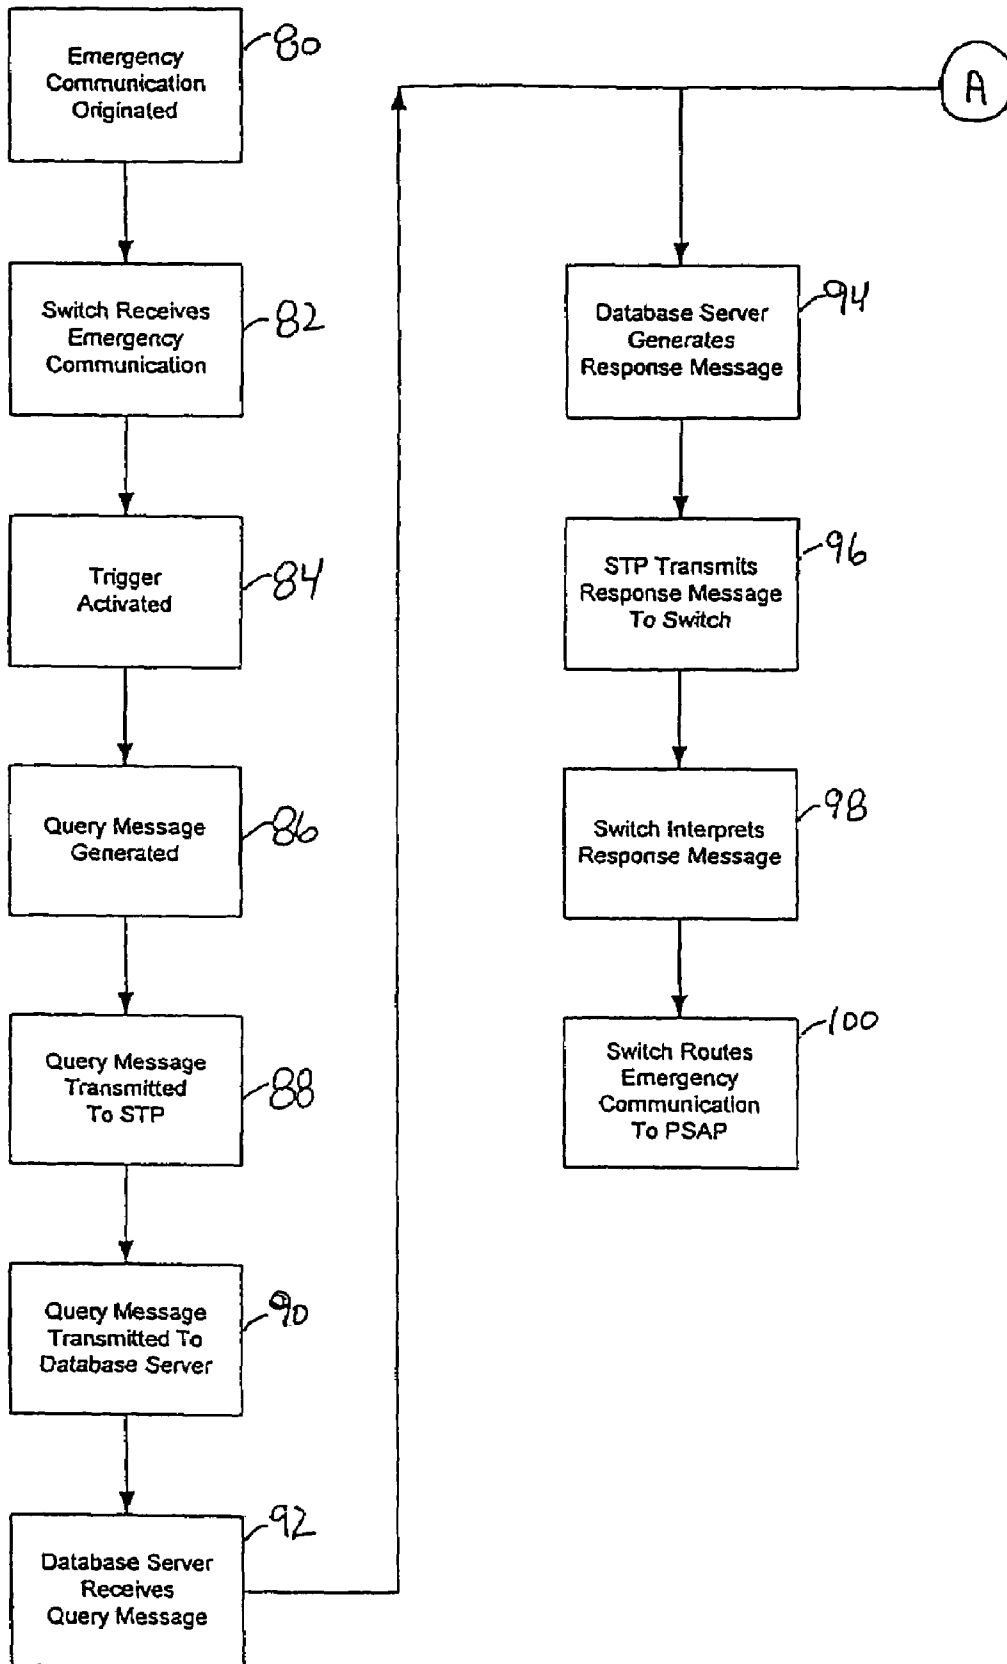 Emergency
Communication
Originated
80
Switch Receives
Emergency
Communication
82
Trigger
Activated
84
Query Message
Generated
86
Query Message
Transmitted
To STP
88
Query Message
Transmitted To
Database Server
90
Database Server
Receives
Query Message
92
A
Database Server
Generates
Response Message
94
STP Transmits
Response Message
To Switch
96
Switch Interprets
Response Message
98
Switch Routes
Emergency
Communication
To PSAP
100